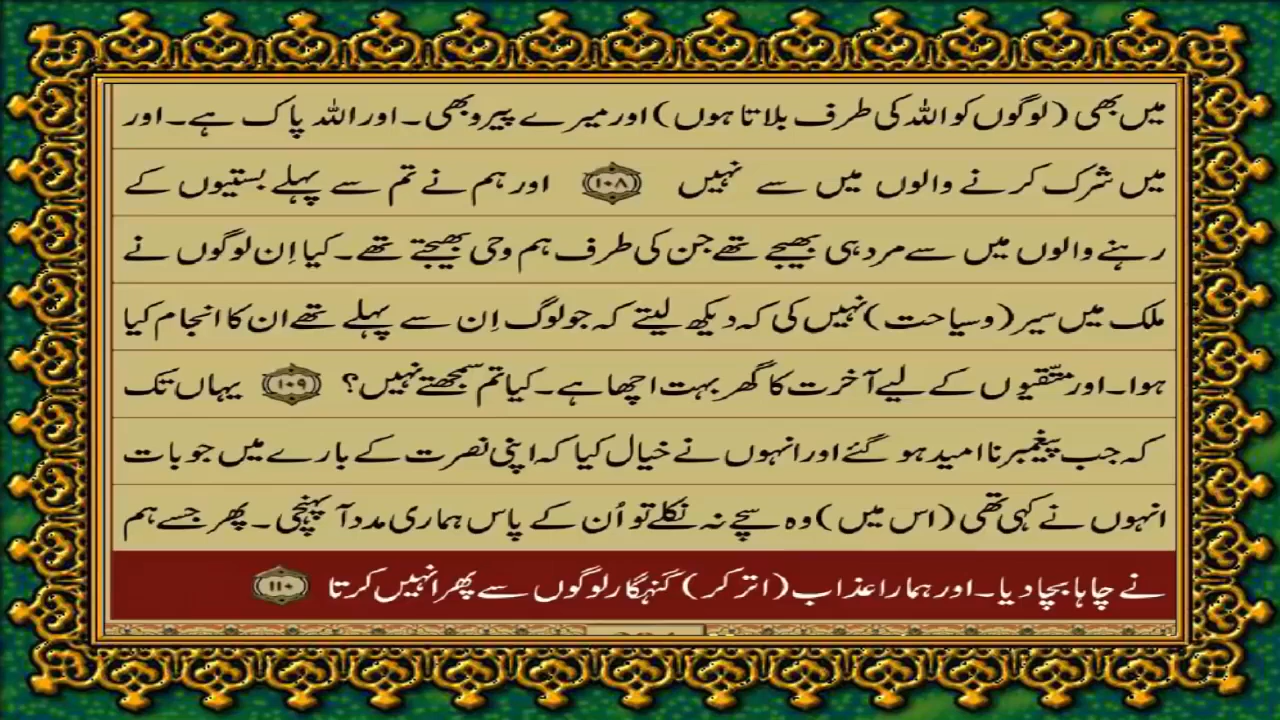 میں بھی (لوگوں کو اللہ کی طرف بلاتا ہوں) اور میرے پیرو بھی۔ اور اللہ پاک ہے۔ اور
میں شرک کرنے والوں میں سے نہیں ۱۰۸ اور ہم نے تم سے پہلے بستیوں کے
رہنے والوں میں سے مرد ہی بھیجے تھے جن کی طرف ہم وحی بھیجتے تھے۔ کیا اِن لوگوں نے
ملک میں سیر (وسیاحت) نہیں کی کہ دیکھ لیتے کہ جو لوگ اِن سے پہلے تھے ان کا انجام کیا
ہوا۔ اور متّقیوں کے لیے آخرت کا گھر بہت اچھا ہے۔ کیا تم سمجھتے نہیں؟ ۱۰۹ یہاں تک
کہ جب پیغمبر ناامید ہو گئے اور انہوں نے خیال کیا کہ اپنی نصرت کے بارے میں جو بات
انہوں نے کہی تھی (اس میں) وہ سچے نہ نکلے تو اُن کے پاس ہماری مدد آ پہنچی۔ پھر جسے ہم
نے چاہا بچا دیا۔ اور ہمارا عذاب (اتر کر) گنہگار لوگوں سے پھرا نہیں کرتا ۱۱۰